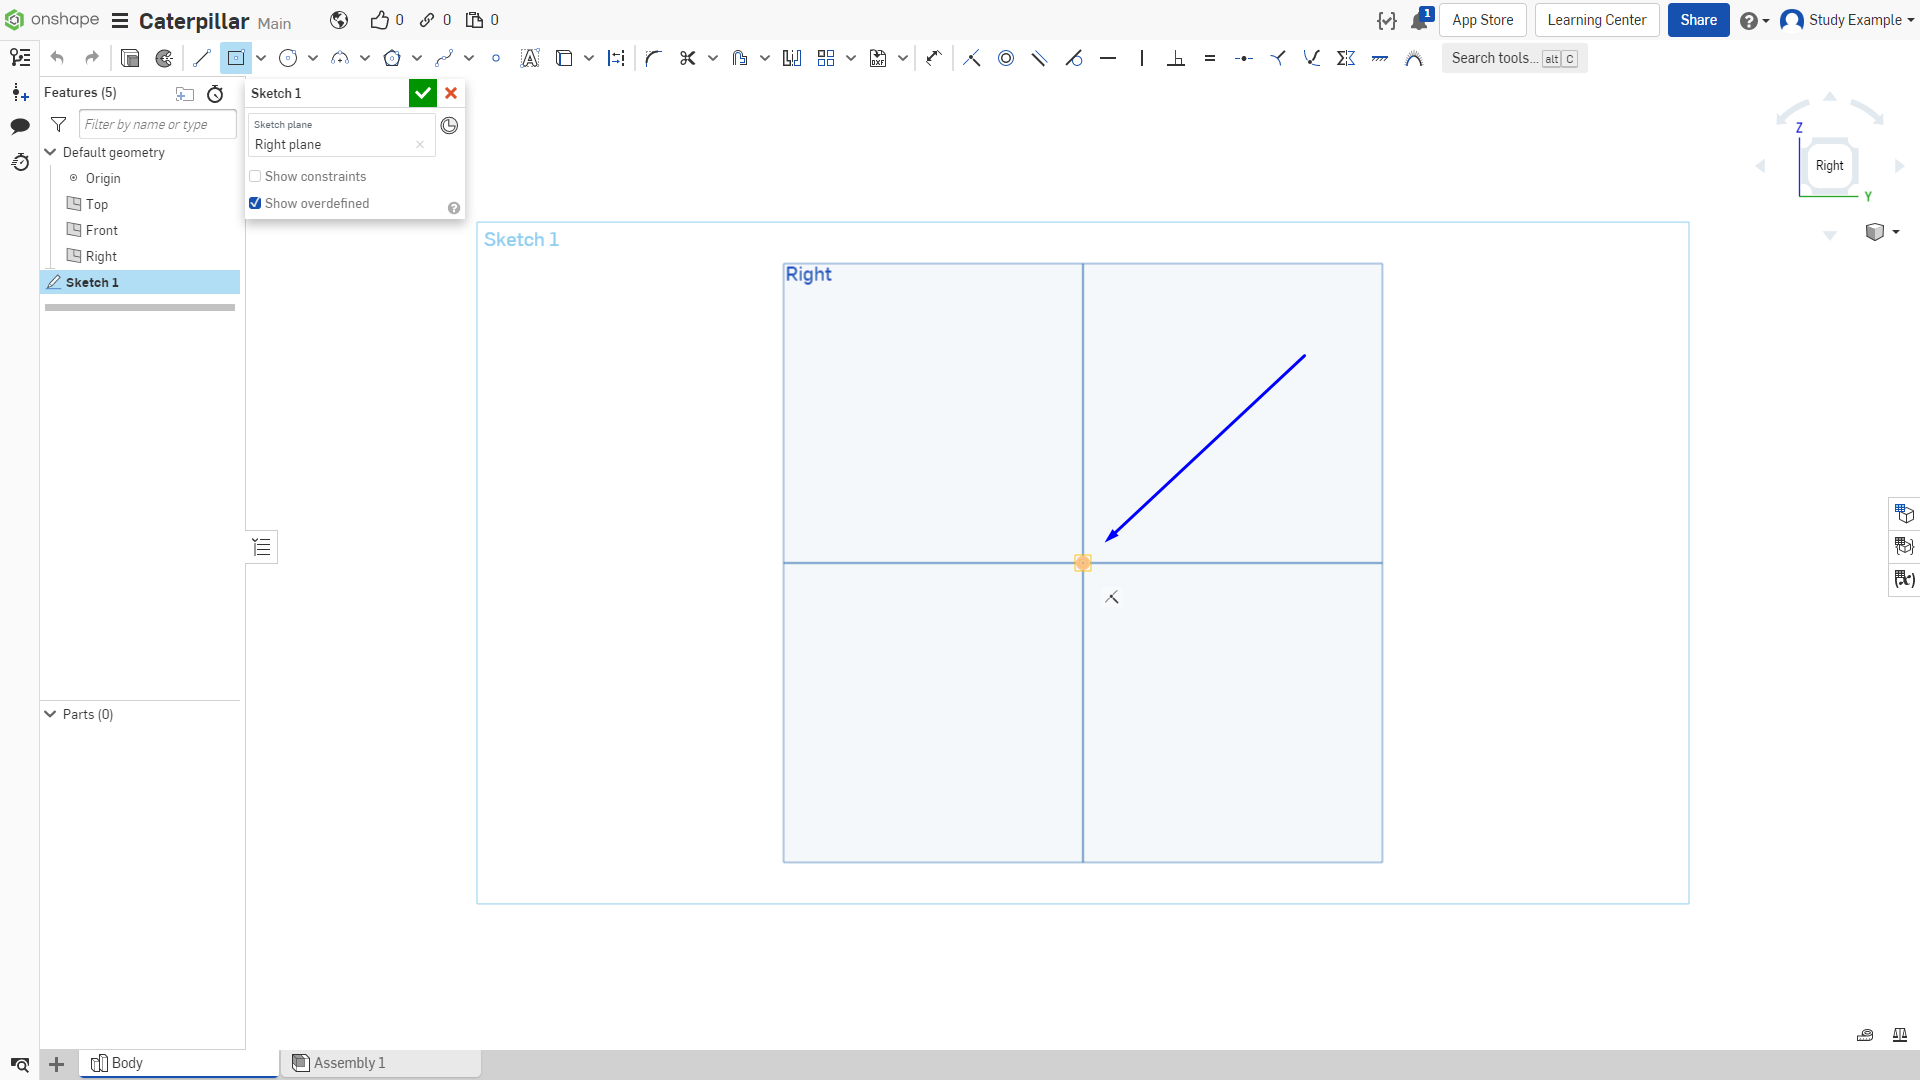 onshape Caterpillar Main 0 0 0 1 App Store Learning Center Share Study Example
Search tools... alt C
Features (5)
Filter by name or type
Default geometry
Origin
Top
Front
Right
Sketch 1
Parts (0)
Sketch 1
Sketch plane
Right plane
Show constraints
Show overdefined
Sketch 1
Right
Z
Right
Y
Body
Assembly 1